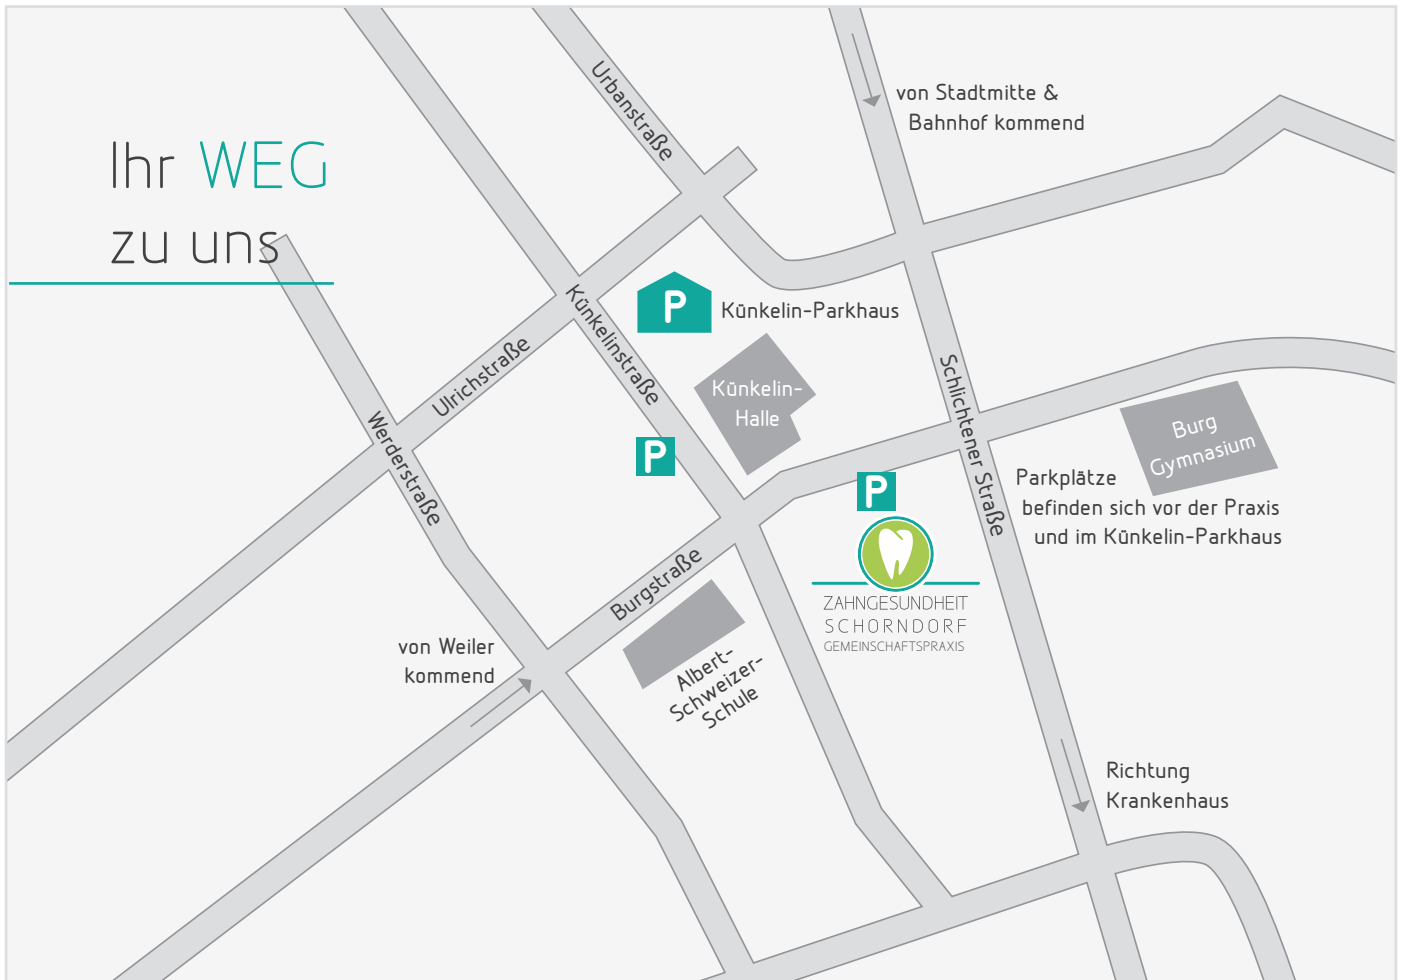 Ihr WEG
zu uns
Urbanstraße
von Stadtmitte &
Bahnhof kommend
P
Künkelin-Parkhaus
Künkelinstraße
Ulrichstraße
Werderstraße
Künkelin-
Halle
Schlichtener Straße
Burg
Gymnasium
P
P
Parkplätze
befinden sich vor der Praxis
und im Künkelin-Parkhaus
Burgstraße
ZAHNGESUNDHEIT
SCHORNDORF
GEMEINSCHAFTSPRAXIS
von Weiler
kommend
Albert-
Schweizer-
Schule
Richtung
Krankenhaus